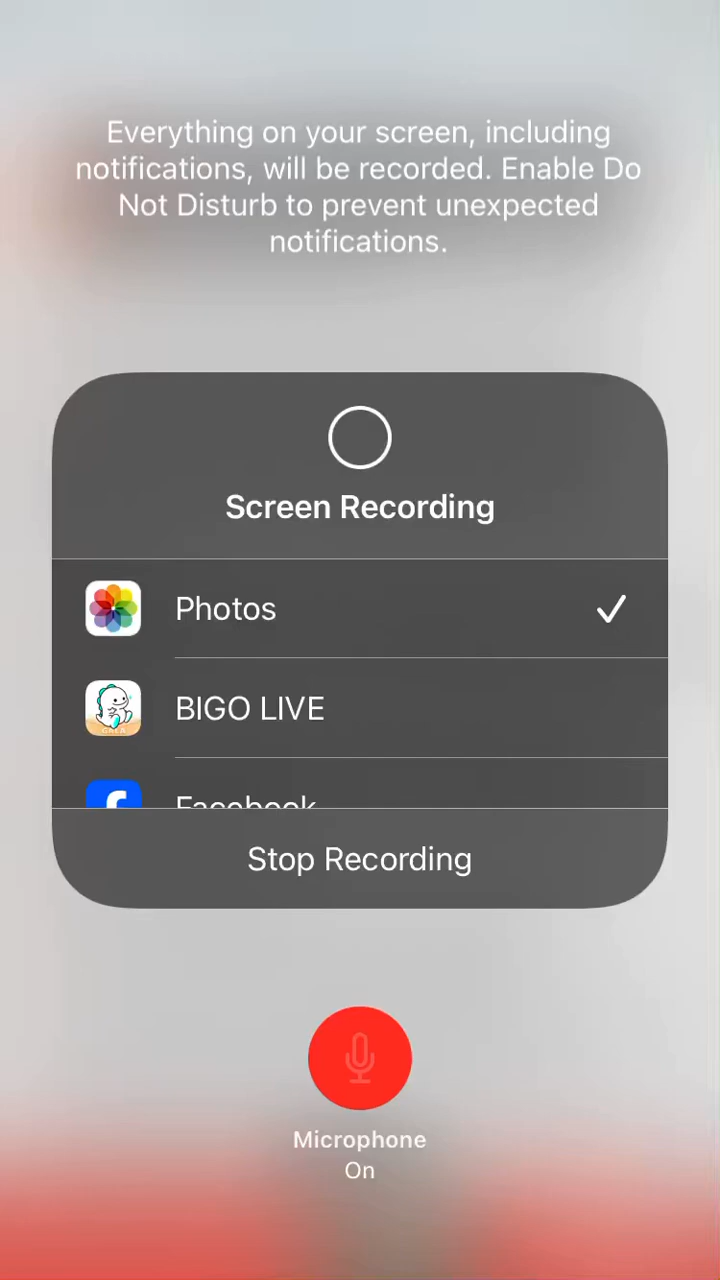 Everything on your screen, including
notifications, will be recorded. Enable Do
Not Disturb to prevent unexpected
notifications.
Screen Recording
Photos
BIGO LIVE
Facebook
Stop Recording
Microphone
On